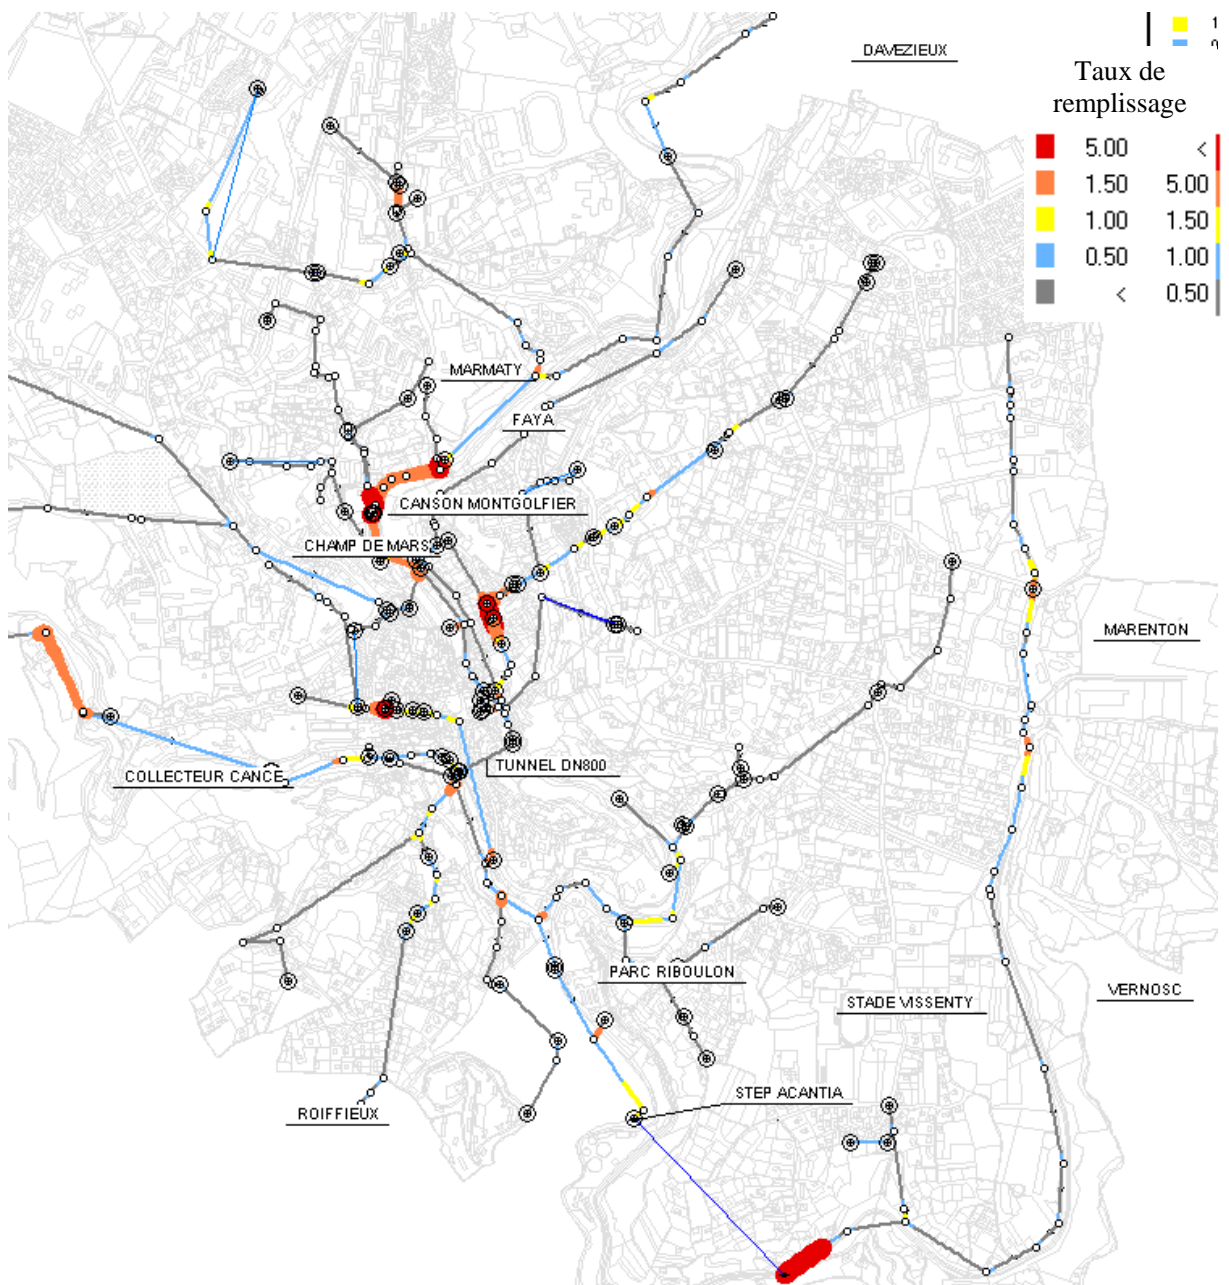 1
DAVEZIEUX
Taux de
remplissage
5.00 <
1.50 5.00
1.00 1.50
0.50 1.00
< 0.50
MARMATY
FAYA
CANSON MONTGOLFIER
CHAMP DE MARS
MARENTON
COLLECTEUR CANCE
TUNNEL DN800
PARC RIBOULON
STADE VISSENTY
VERNOSC
STEP ACANTIA
ROIFFIEUX